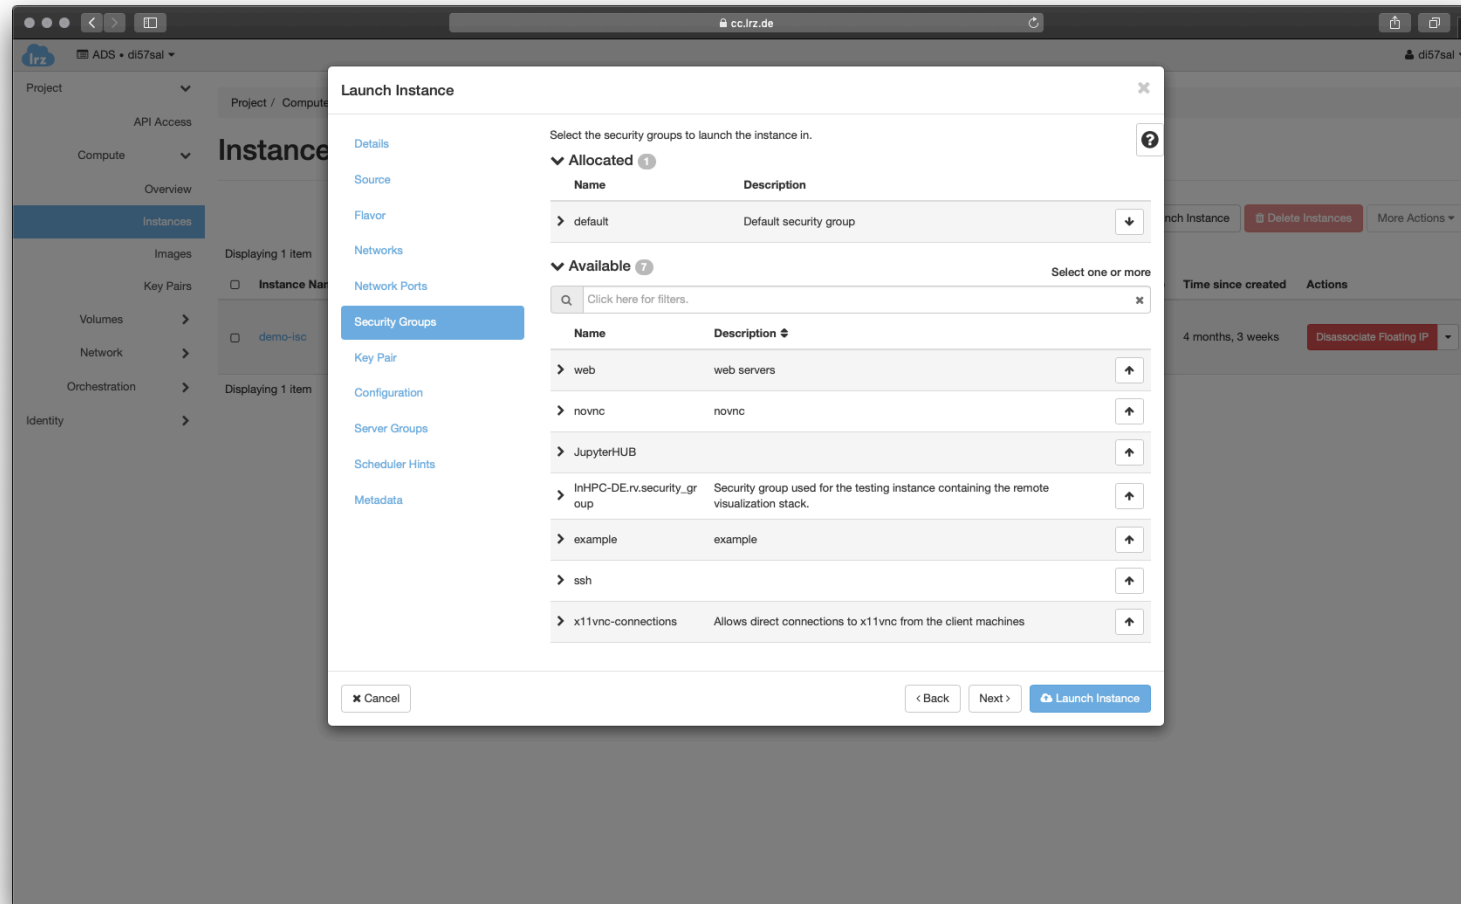 cc.lrz.de
lrz
ADS • di57sal
di57sal
Project
API Access
Compute
Overview
Instances
Images
Key Pairs
Volumes
Network
Orchestration
Identity
Project / Compute
Instance
Displaying 1 item
Instance Nar
demo-isc
Displaying 1 item
nch Instance
Delete Instances
More Actions
Time since created
Actions
4 months, 3 weeks
Disassociate Floating IP
Launch Instance
Details
Source
Flavor
Networks
Network Ports
Security Groups
Key Pair
Configuration
Server Groups
Scheduler Hints
Metadata
Select the security groups to launch the instance in.
Allocated 1
Name Description
default Default security group
Available 7
Select one or more
Click here for filters.
Name Description
web web servers
novnc novnc
JupyterHUB
InHPC-DE.rv.security_gr Security group used for the testing instance containing the remote
oup visualization stack.
example example
ssh
x11vnc-connections Allows direct connections to x11vnc from the client machines
Cancel
Back
Next
Launch Instance